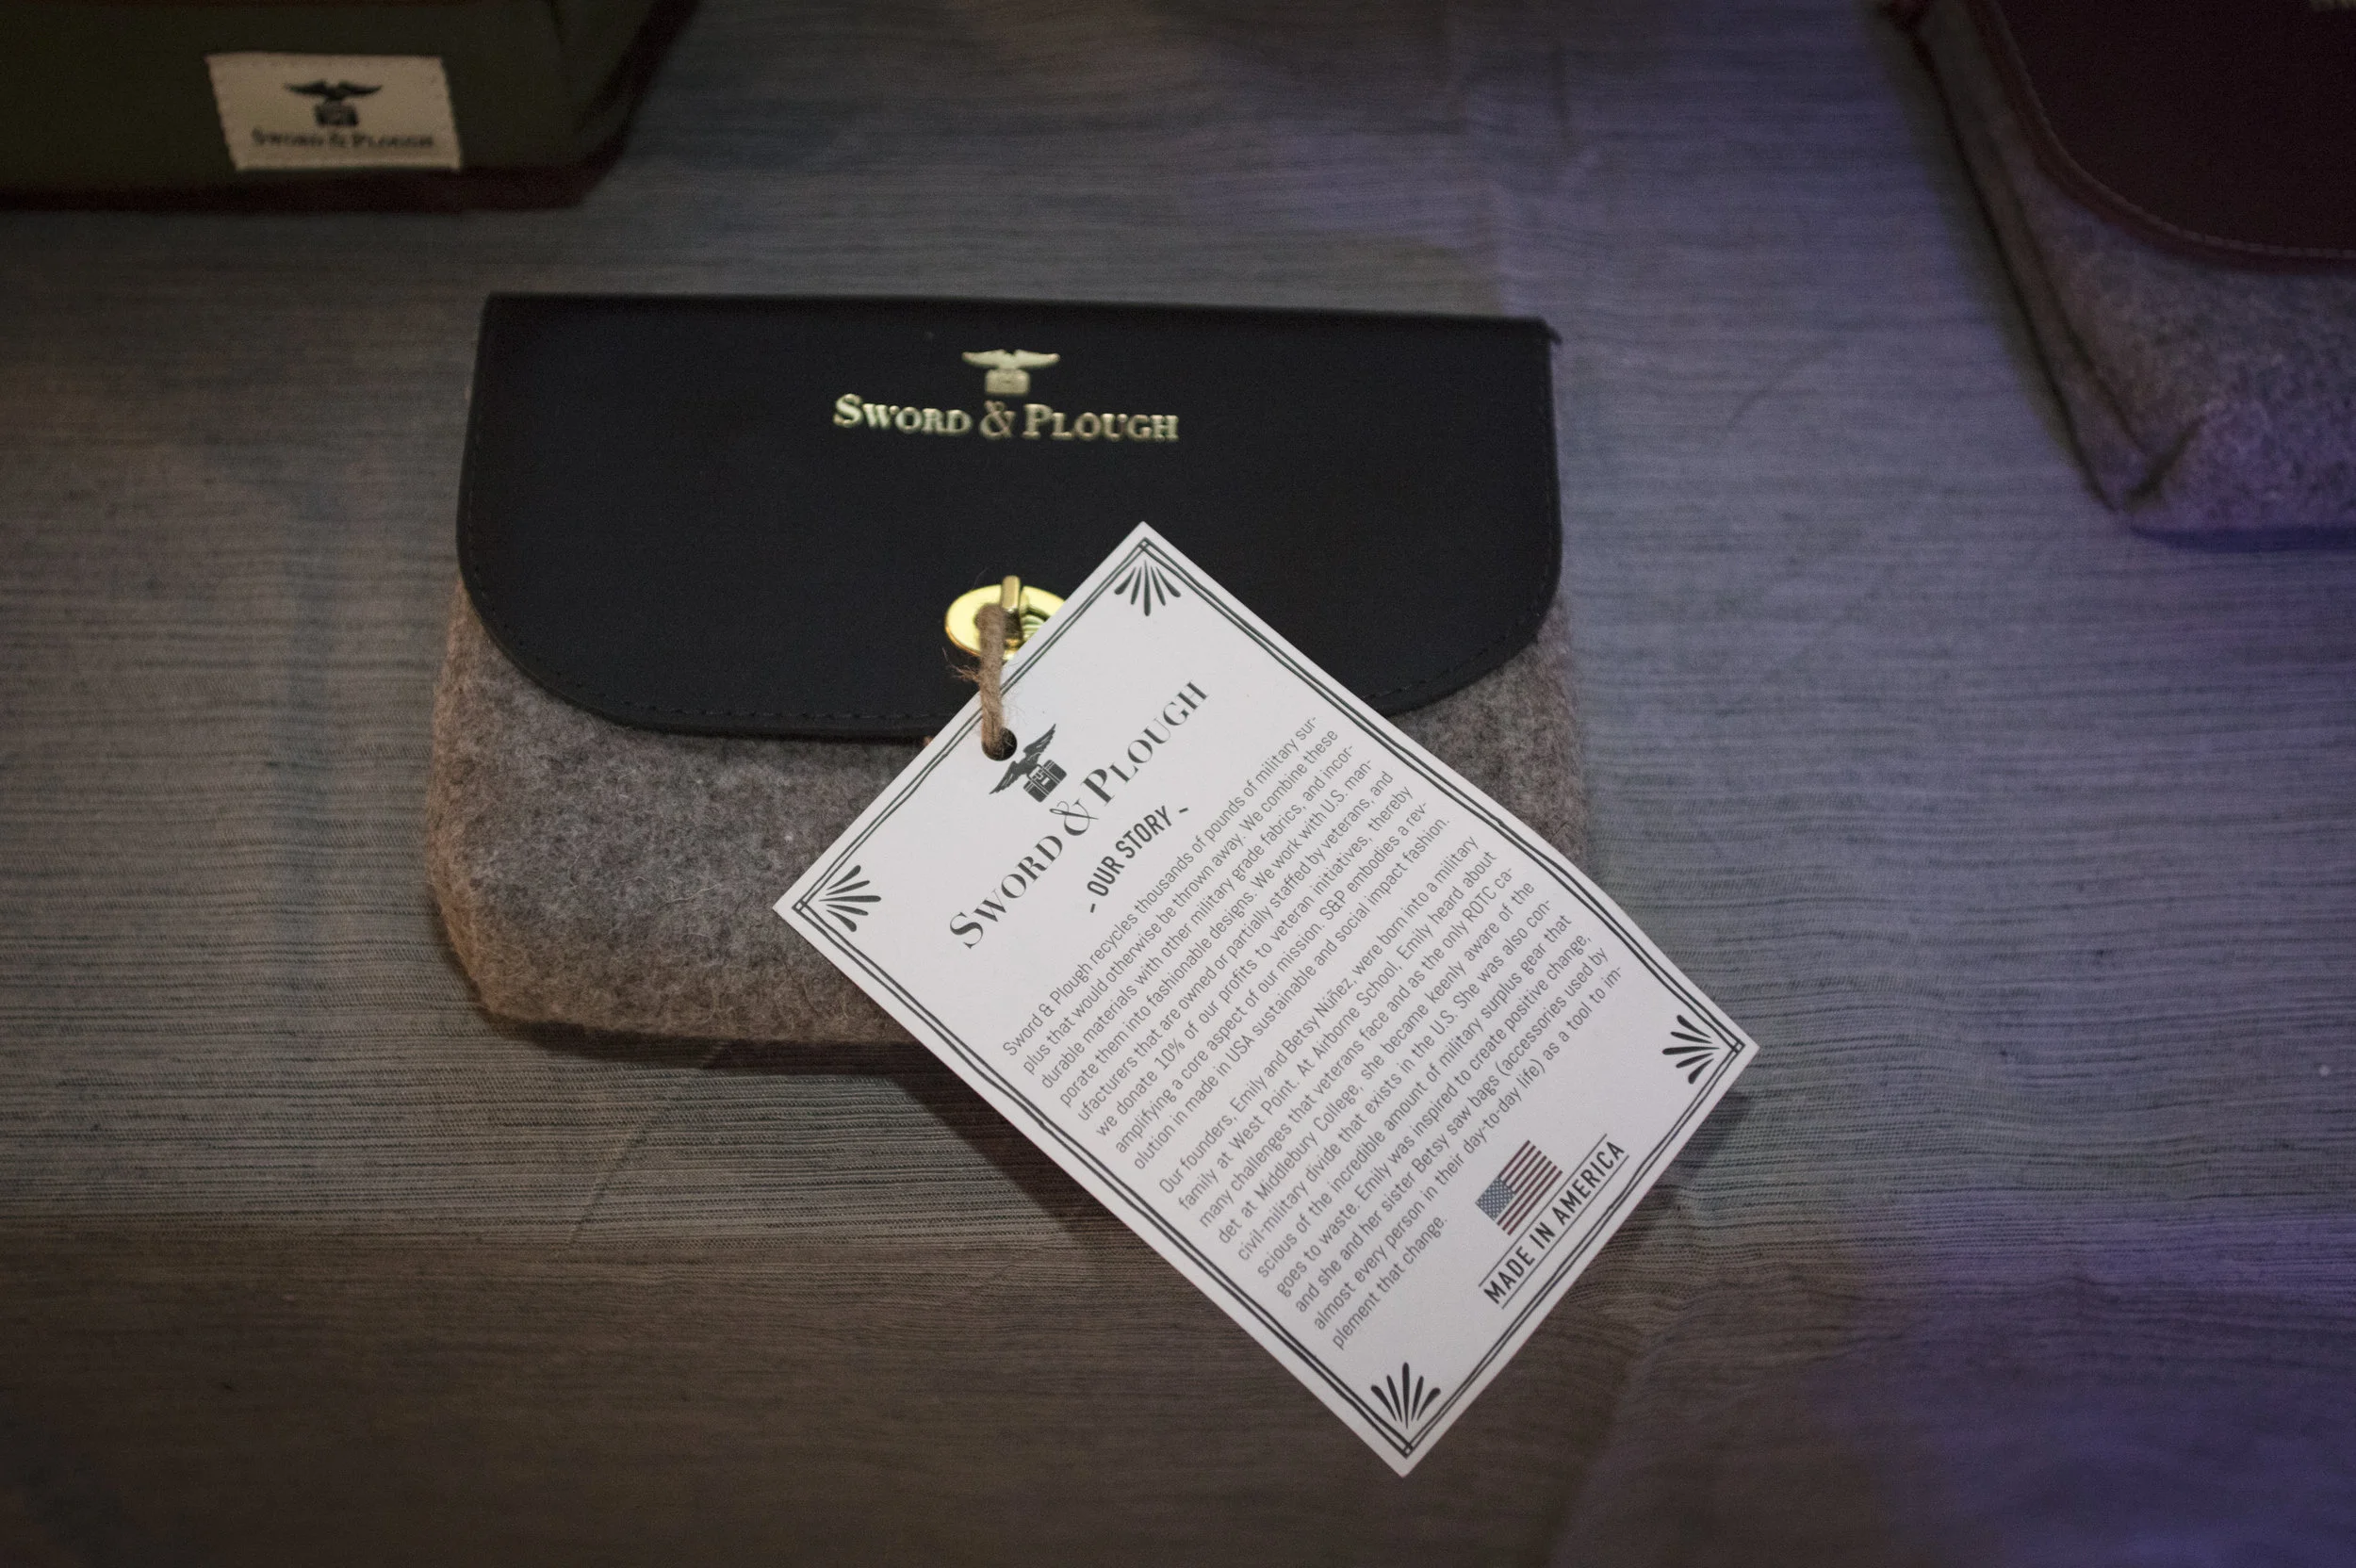 SWORD & PLOUGH
SWORD & PLOUGH
SWORD & PLOUGH
- OUR STORY -
Sword & Plough recycles thousands of pounds of military sur-
plus that would otherwise be thrown away. We combine these
durable materials with other military grade fabrics, and incor-
porate them into fashionable designs. We work with U.S. man-
ufacturers that are owned or partially staffed by veterans, and
we donate 10% of our profits to veteran initiatives, thereby
amplifying a core aspect of our mission. S&P embodies a rev-
olution in made in USA sustainable and social impact fashion.
Our founders, Emily and Betsy Núñez, were born into a military
family at West Point. At Airborne School, Emily heard about
many challenges that veterans face and as the only ROTC ca-
det at Middlebury College, she became keenly aware of the
civil-military divide that exists in the U.S. She was also con-
scious of the incredible amount of military surplus gear that
goes to waste. Emily was inspired to create positive change,
and she and her sister Betsy saw bags (accessories used by
almost every person in their day-to-day life) as a tool to im-
plement that change.
MADE IN AMERICA